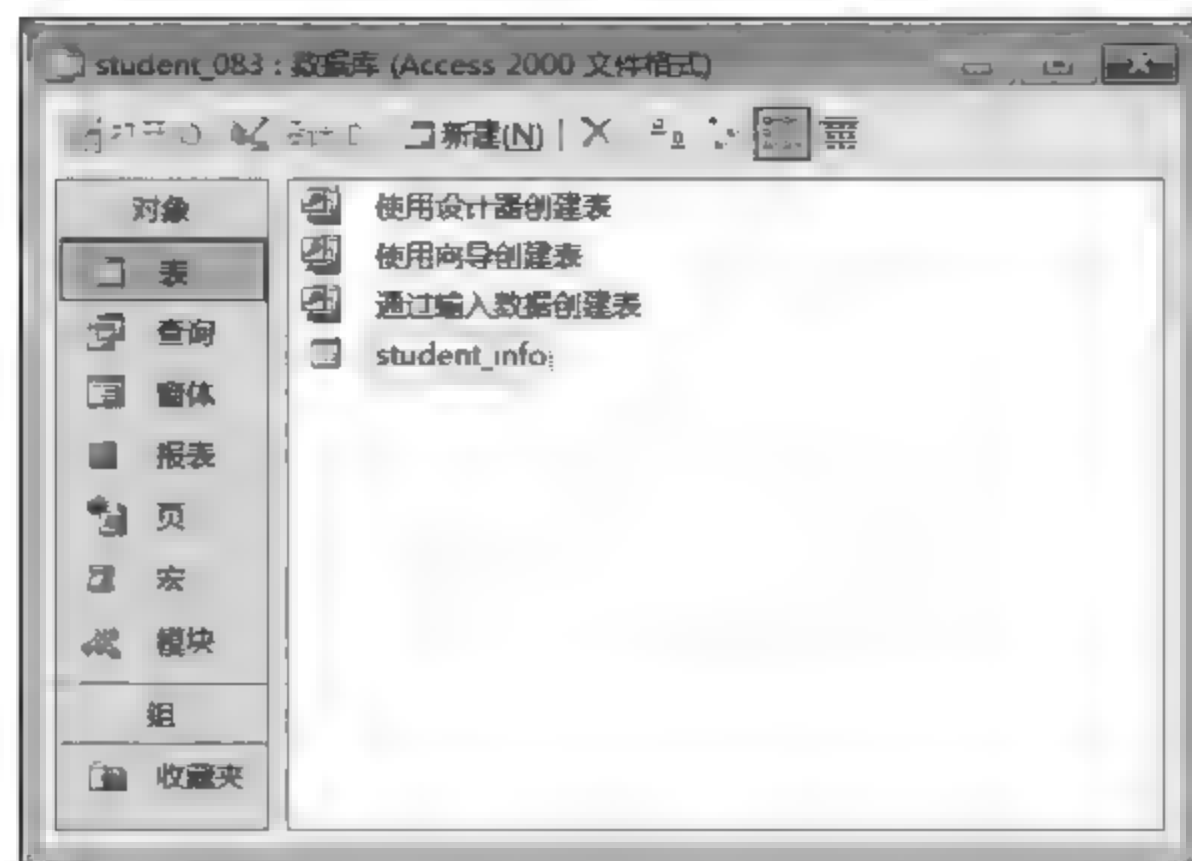 student_083 : 数据库 (Access 2000 文件格式)
新建(N)
对象
表
查询
窗体
报表
页
宏
模块
组
收藏夹
使用设计器创建表
使用向导创建表
通过输入数据创建表
student_info